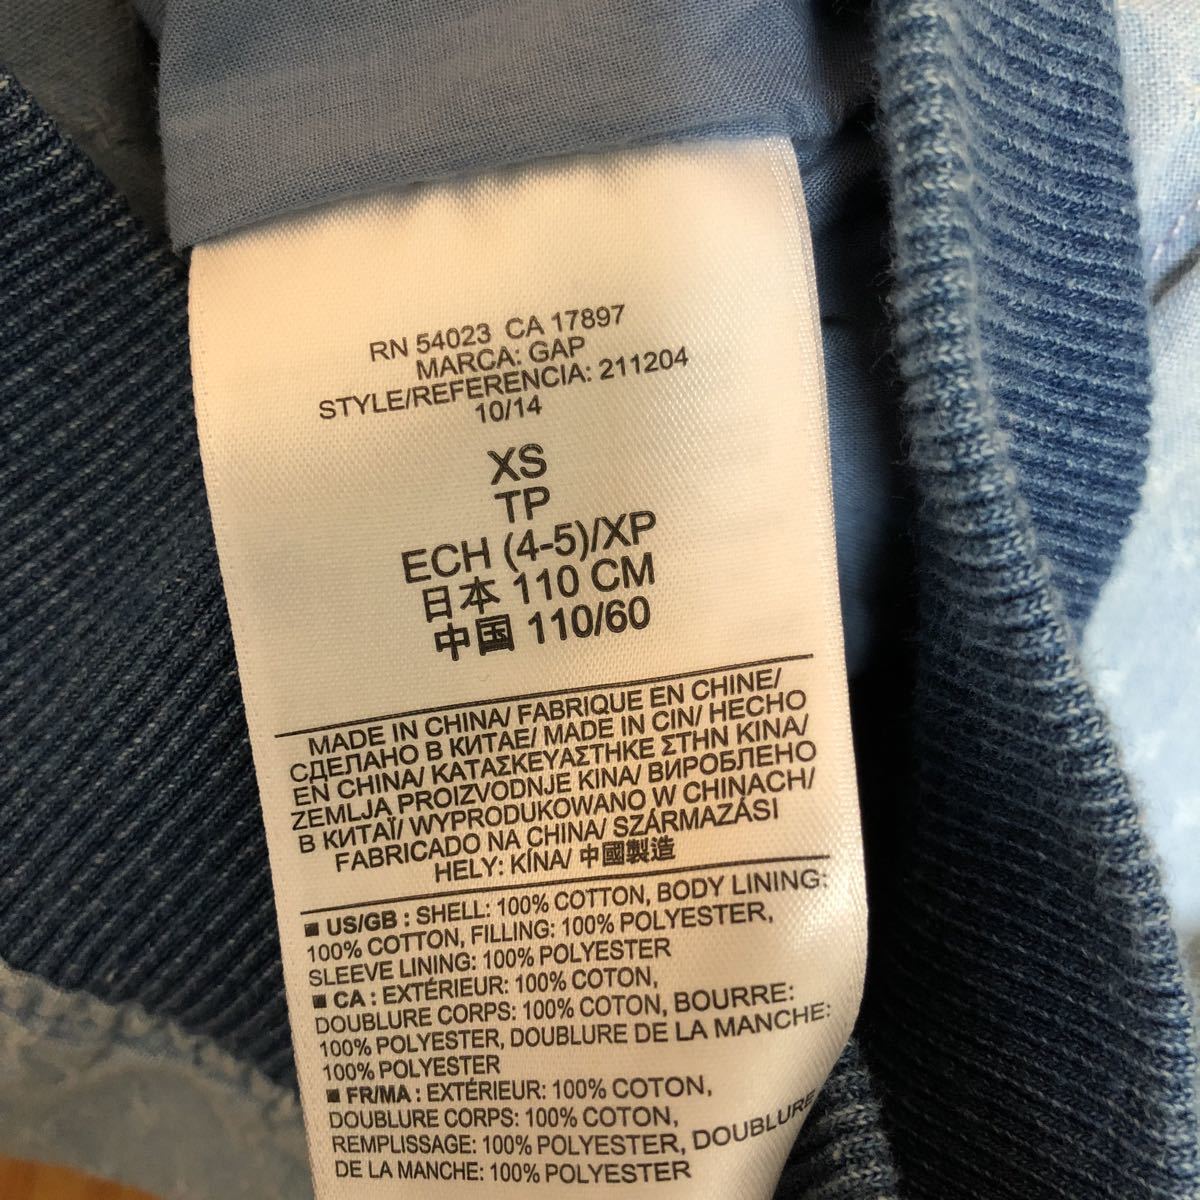 RN 54023 CA 17897
MARCA: GAP
STYLE/REFERENCIA: 211204
10/14
XS
TP
ECH (4-5)/XP
日本 110 CM
中国 110/60
MADE IN CHINA/ FABRIQUE EN CHINE/
СДЕЛАНО В КИТАЕ/ MADE IN CIN/ HECHO
EN CHINA/ ΚΑΤΑΣΚΕΥΑΣΤΗΚΕ ΣΤΗΝ ΚΙΝΑ/
ZEMLJA PROIZVODNJE KINA/ ВИРОБЛЕНО
В КИТАЇ/ WYPRODUKOWANO W CHINACH/
FABRICADO NA CHINA/ SZÁRMAZÁSI
HELY: KÍNA/ 中國製造
■ US/GB : SHELL: 100% COTTON, BODY LINING:
100% COTTON, FILLING: 100% POLYESTER,
SLEEVE LINING: 100% POLYESTER
■ CA : EXTÉRIEUR: 100% COTON,
DOUBLURE CORPS: 100% COTON, BOURRE:
100% POLYESTER, DOUBLURE DE LA MANCHE:
100% POLYESTER
■ FR/MA : EXTÉRIEUR: 100% COTON,
DOUBLURE CORPS: 100% COTON,
REMPLISSAGE: 100% POLYESTER, DOUBLURE
DE LA MANCHE: 100% POLYESTER